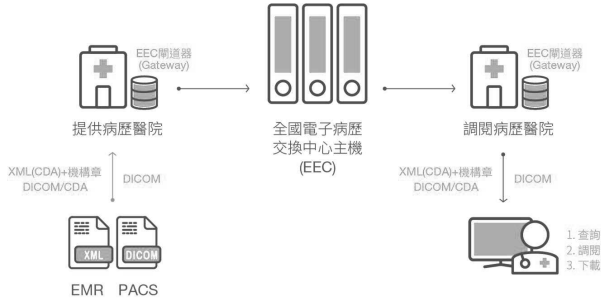 EEC閘道器
(Gateway)
提供病歷醫院
全國電子病歷
交換中心主機
(EEC)
EEC閘道器
(Gateway)
調閱病歷醫院
XML(CDA)+機構章
DICOM/CDA
DICOM
XML
DICOM
EMR
PACS
XML(CDA)+機構章
DICOM/CDA
DICOM
1. 查詢
2. 調閱
3. 下載